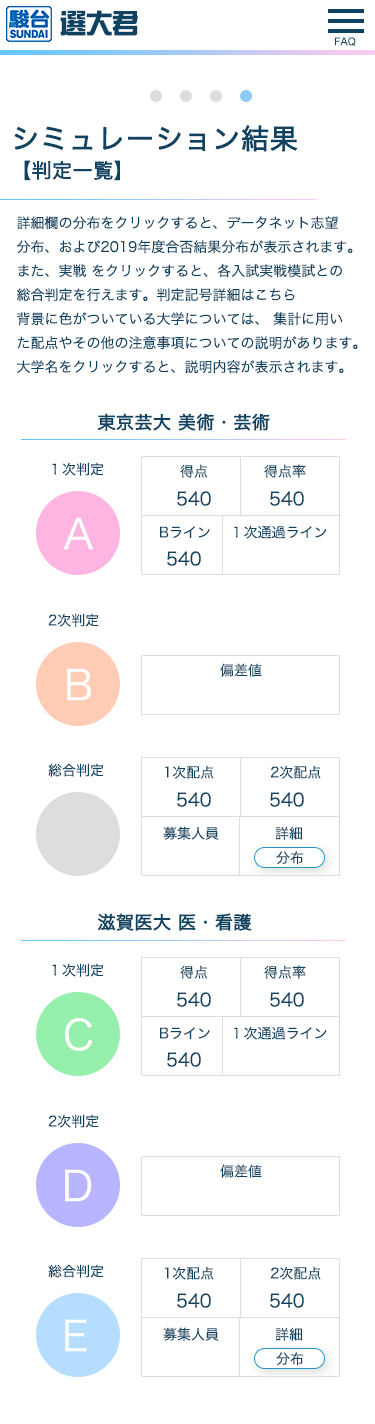 駿台
SUNDAI
選大君
FAQ
シミュレーション結果
【判定一覧】
詳細欄の分布をクリックすると、データネット志望
分布、および2019年度合否結果分布が表示されます。
また、実戦 をクリックすると、各入試実戦模試との
総合判定を行えます。判定記号詳細はこちら
背景に色がついている大学については、 集計に用い
た配点やその他の注意事項についての説明があります。
大学名をクリックすると、説明内容が表示されます。
東京芸大 美術・芸術
1次判定
A
得点
540
得点率
540
Bライン
540
1次通過ライン
2次判定
B
偏差値
総合判定
1次配点
540
2次配点
540
募集人員
詳細
分布
滋賀医大 医・看護
1次判定
C
得点
540
得点率
540
Bライン
540
1次通過ライン
2次判定
D
偏差値
総合判定
E
1次配点
540
2次配点
540
募集人員
詳細
分布